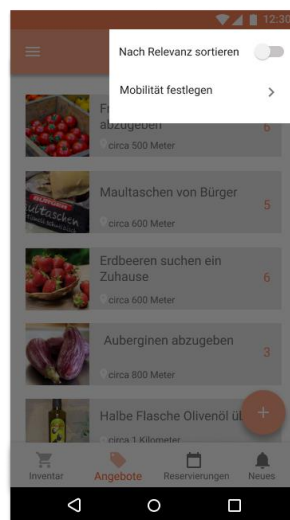 12:30
Nach Relevanz sortieren
Mobilität festlegen
abzugeben
6
circa 500 Meter
BÜRGER
Maultaschen
Maultaschen von Bürger
5
circa 600 Meter
Erdbeeren suchen ein
Zuhause
6
circa 600 Meter
Auberginen abzugeben
3
circa 800 Meter
Halbe Flasche Olivenöl
+
circa 1 Kilometer
Inventar
Angebote
Reservierungen
Neues